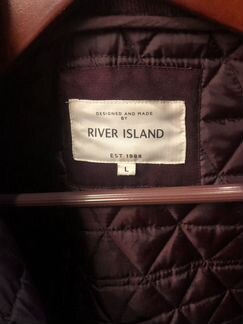 DESIGNED AND MADE
BY
RIVER ISLAND
EST. 1988
L